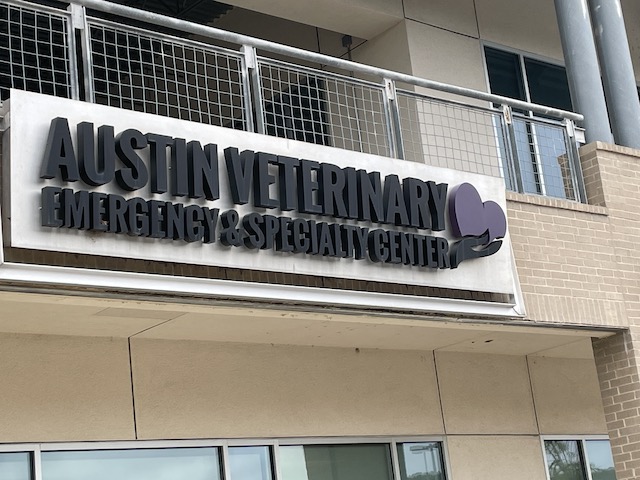 AUSTIN VETERINARY
EMERGENCY & SPECIALTY CENTER